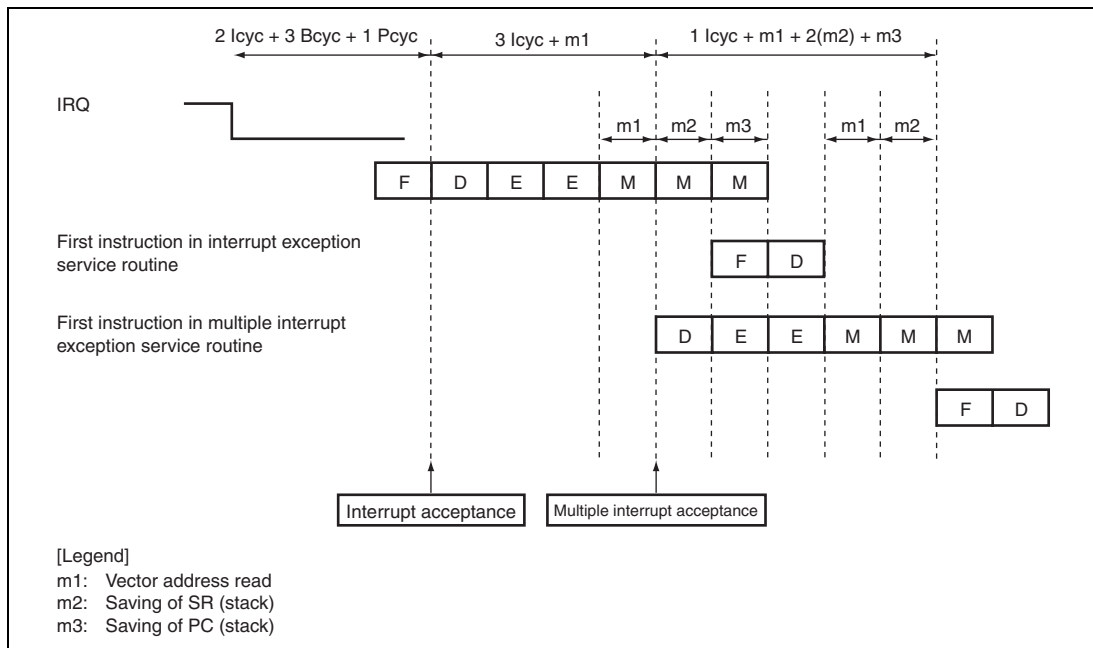 2 Icyc + 3 Bcyc + 1 Pcyc 3 Icyc + m1 1 Icyc + m1 + 2(m2) + m3
IRQ
m1 m2 m3 m1 m2
F D E E M M M
First instruction in interrupt exception
service routine
F D
First instruction in multiple interrupt
exception service routine
D E E M M M
F D
Interrupt acceptance Multiple interrupt acceptance
[Legend]
m1: Vector address read
m2: Saving of SR (stack)
m3: Saving of PC (stack)